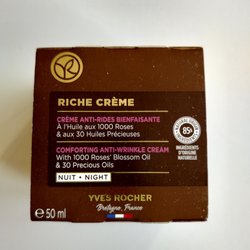 YR
RICHE CRÈME
CRÈME ANTI-RIDES BIENFAISANTE
À l'Huile aux 1000 Roses
& aux 30 Huiles Précieuses
COMFORTING ANTI-WRINKLE CREAM
With 1000 Roses' Blossom Oil
& 30 Precious Oils
NUIT • NIGHT
85%
INGRÉDIENTS
D'ORIGINE
NATURELLE
YVES ROCHER
Bretagne, France
e 50 ml